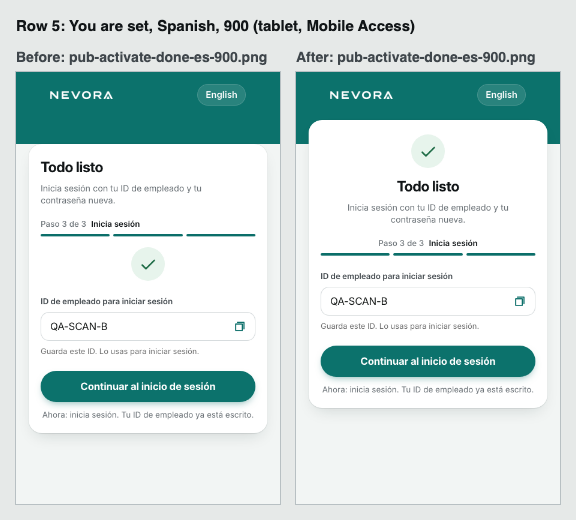 Row 5: You are set, Spanish, 900 (tablet, Mobile Access)
Before: pub-activate-done-es-900.png
NEVORA
English
Todo listo
Inicia sesión con tu ID de empleado y tu
contraseña nueva.
Paso 3 de 3 Inicia sesión
ID de empleado para iniciar sesión
QA-SCAN-B
Guarda este ID. Lo usas para iniciar sesión.
Continuar al inicio de sesión
Ahora: inicia sesión. Tu ID de empleado ya está escrito.
After: pub-activate-done-es-900.png
NEVORA
English
Todo listo
Inicia sesión con tu ID de empleado y tu
contraseña nueva.
Paso 3 de 3 Inicia sesión
ID de empleado para iniciar sesión
QA-SCAN-B
Guarda este ID. Lo usas para iniciar sesión.
Continuar al inicio de sesión
Ahora: inicia sesión. Tu ID de empleado ya está escrito.